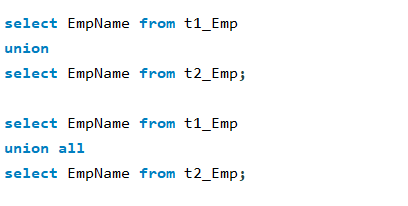 select EmpName from t1_Emp
union
select EmpName from t2_Emp;
select EmpName from t1_Emp
union all
select EmpName from t2_Emp;